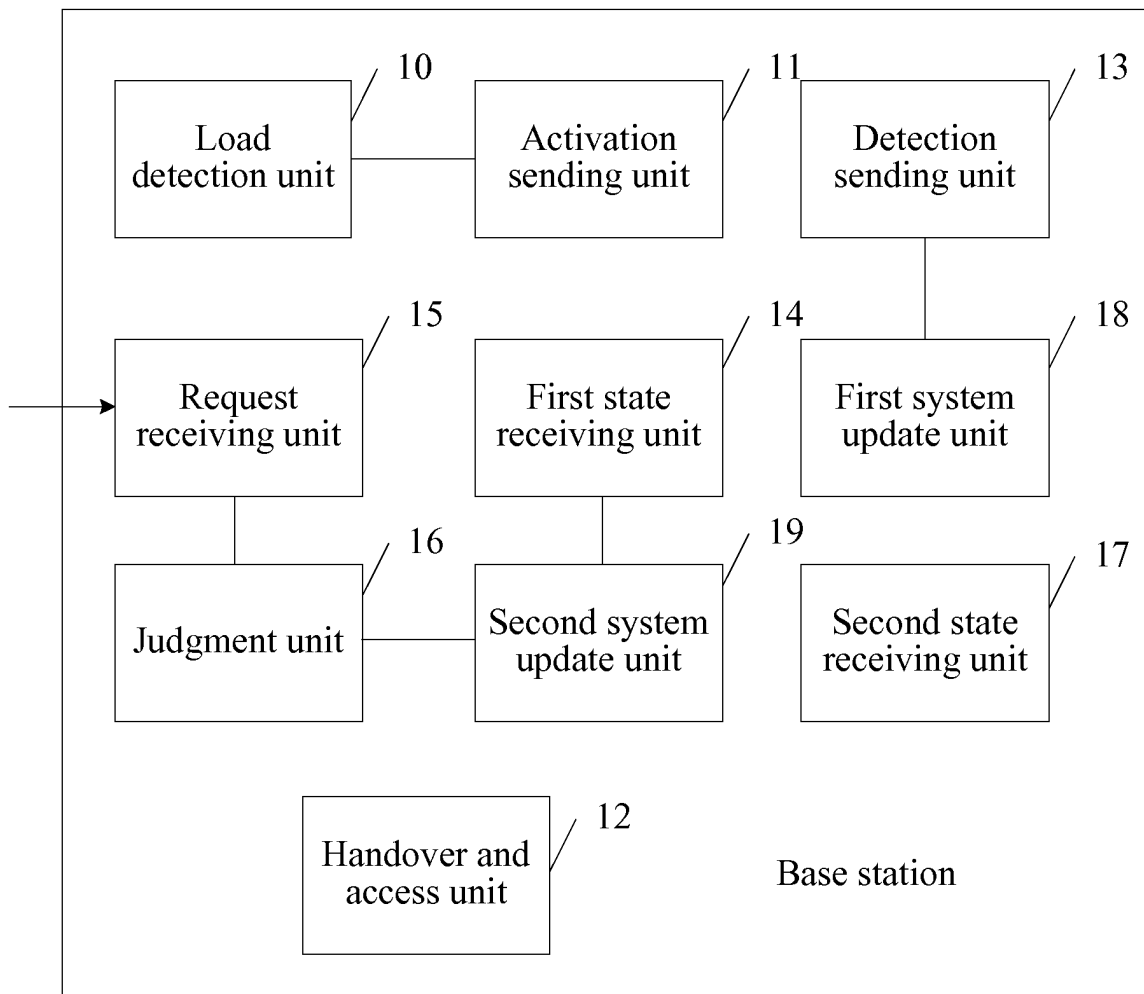 10
11
13
Load
detection unit
Activation
sending unit
Detection
sending unit
15
14
18
Request
receiving unit
First state
receiving unit
First system
update unit
16
19
17
Judgment unit
Second system
update unit
Second state
receiving unit
12
Handover and
access unit
Base station